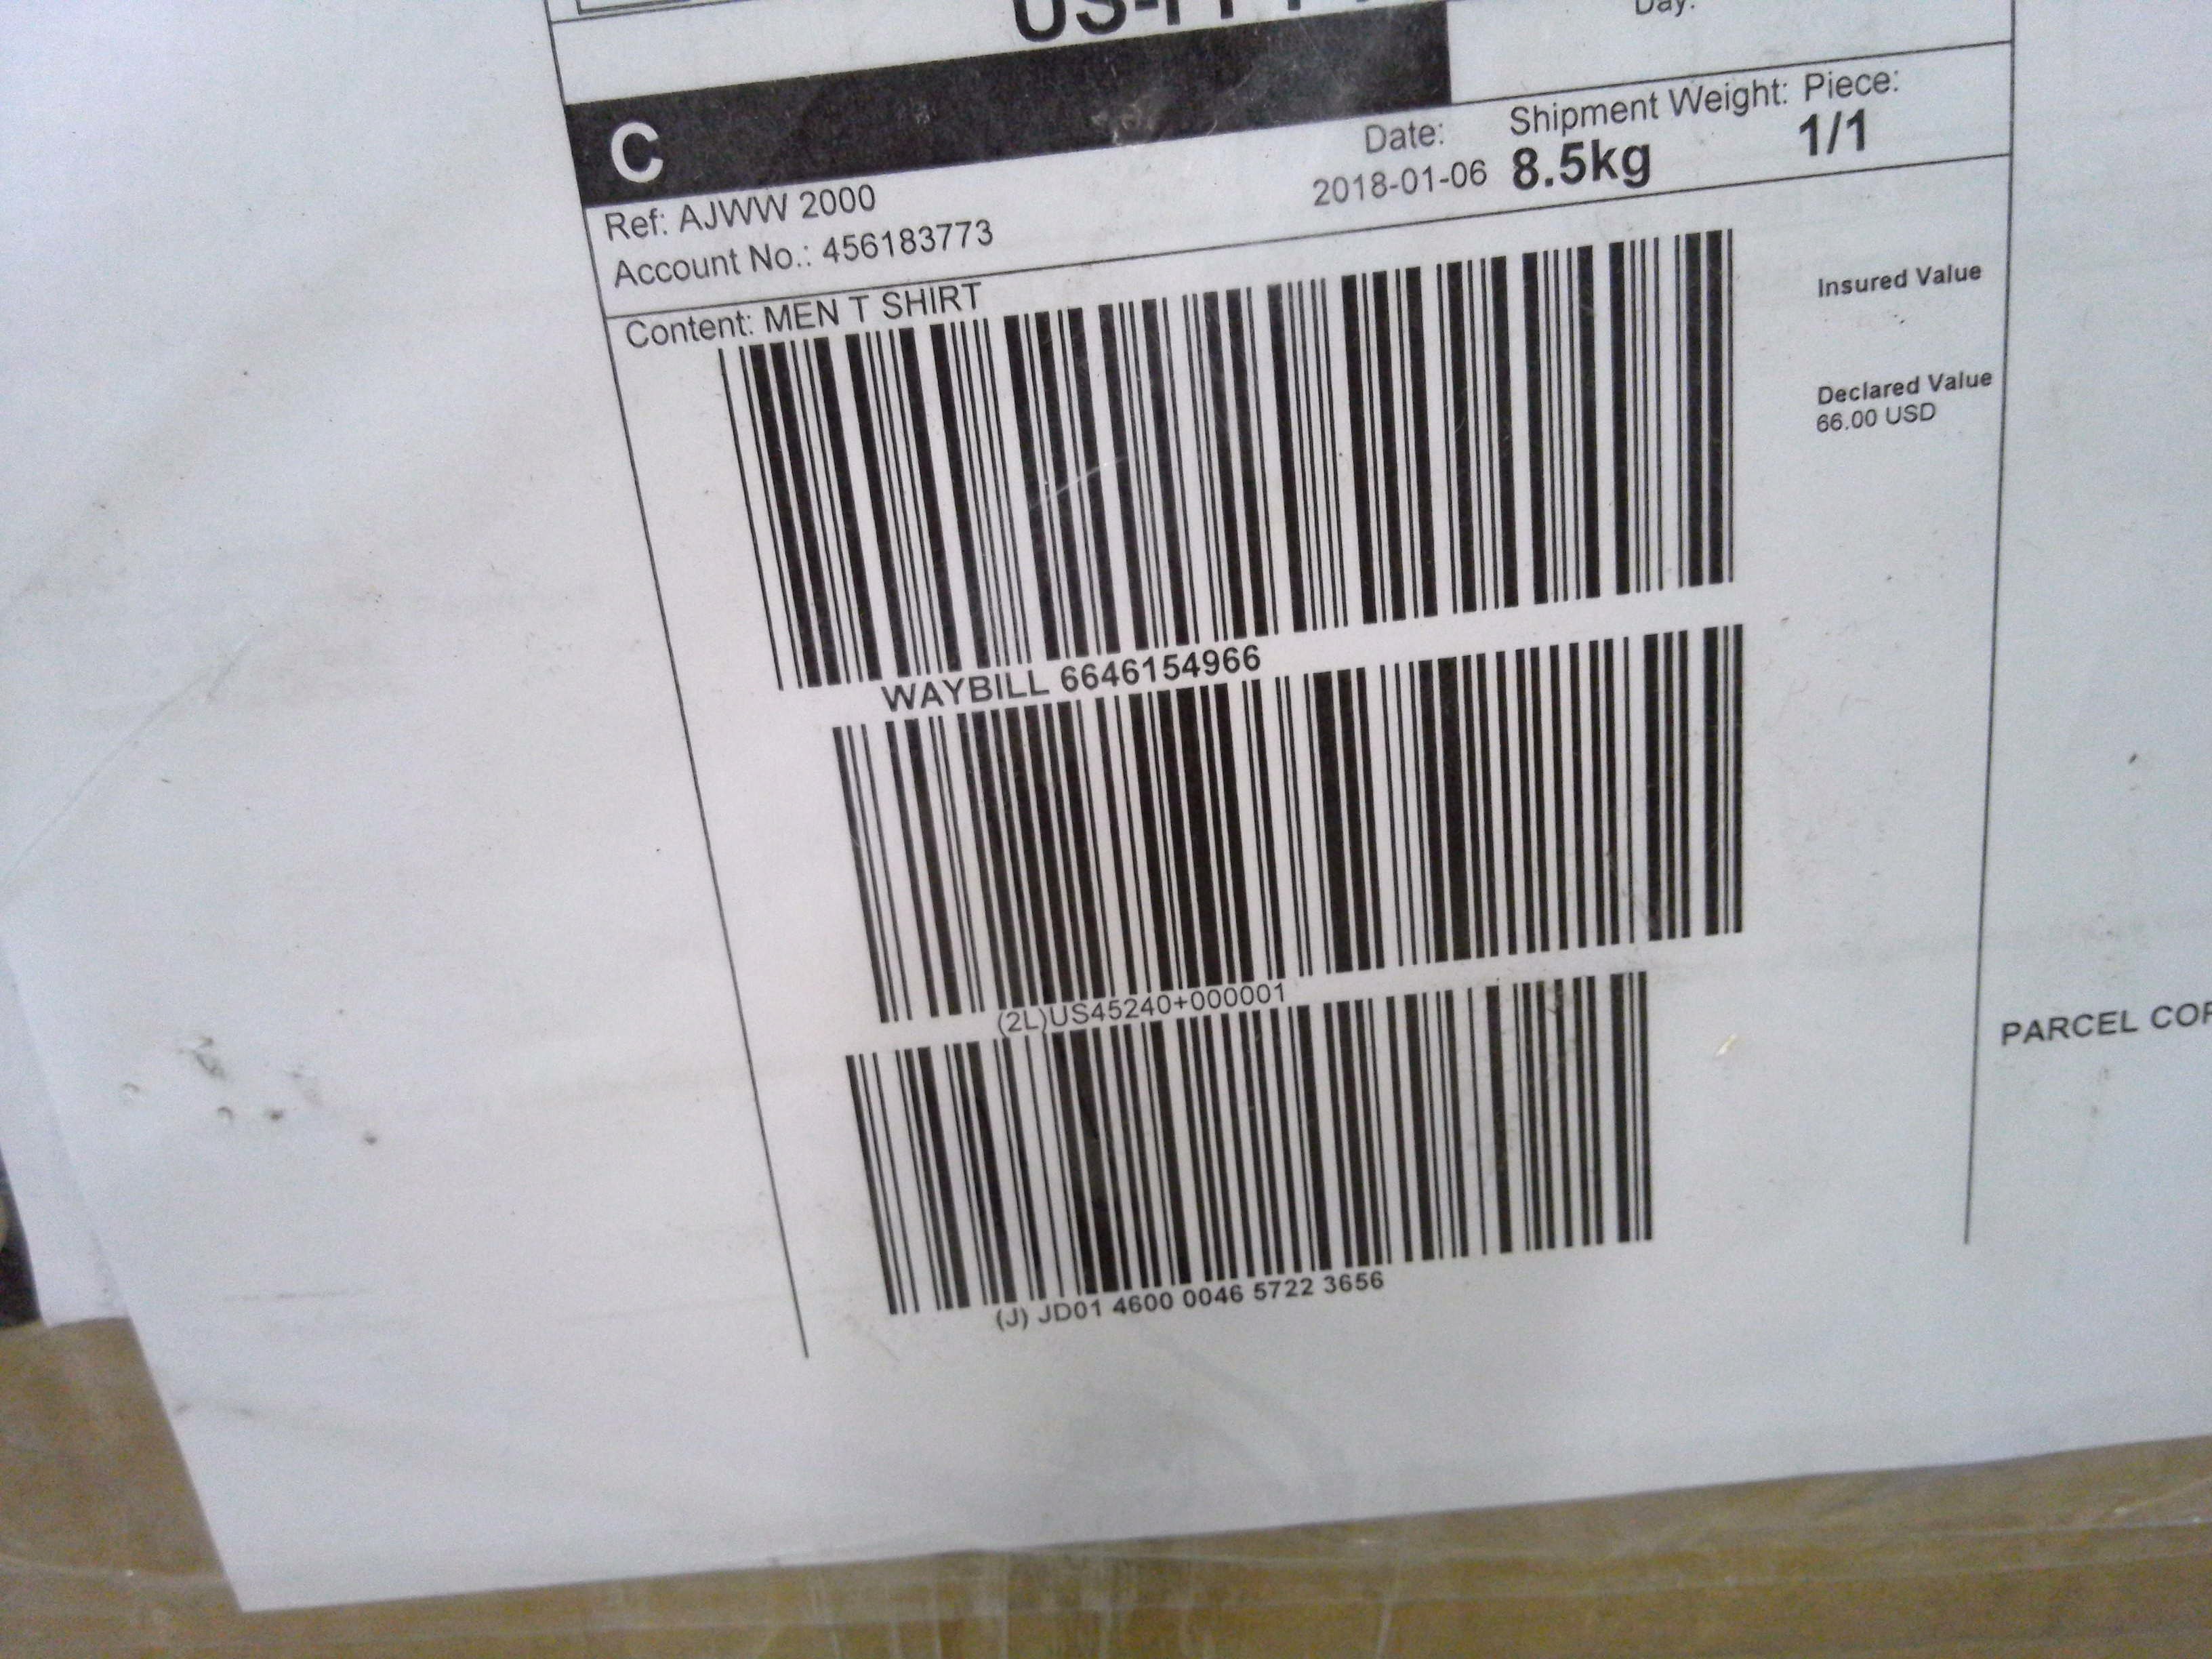 Day:
C
Date:
Shipment Weight:
Piece:
2018-01-06
8.5kg
1/1
Ref: AJWW 2000
Account No.: 456183773
Content: MEN T SHIRT
Insured Value
Declared Value
66.00 USD
WAYBILL 6646154966
(2L)US45240+000001
(J) JD01 4600 0046 5722 3656
PARCEL